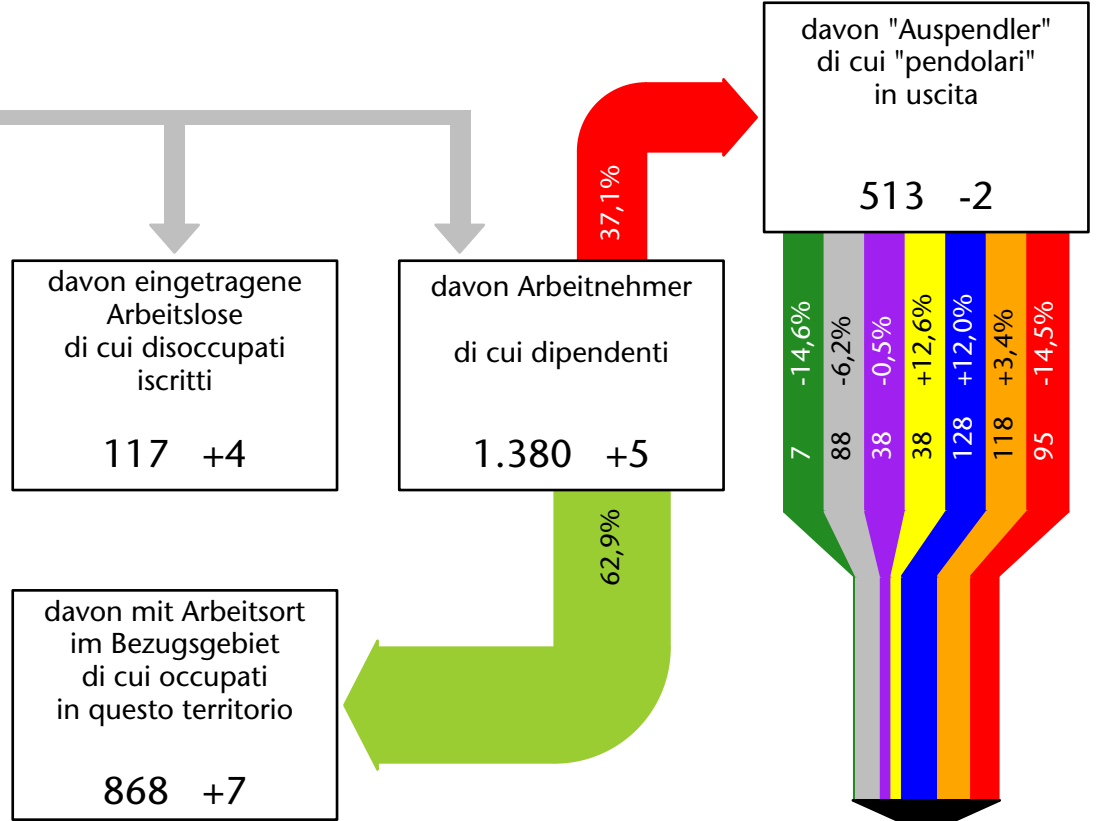 davon "Auspendler"
di cui "pendolari"
in uscita
513 -2
37,1%
davon eingetragene
Arbeitslose
di cui disoccupati
iscritti
117 +4
davon Arbeitnehmer
di cui dipendenti
1.380 +5
7 -14,6%
88 -6,2%
38 -0,5%
38 +12,6%
128 +12,0%
118 +3,4%
95 -14,5%
62,9%
davon mit Arbeitsort
im Bezugsgebiet
di cui occupati
in questo territorio
868 +7